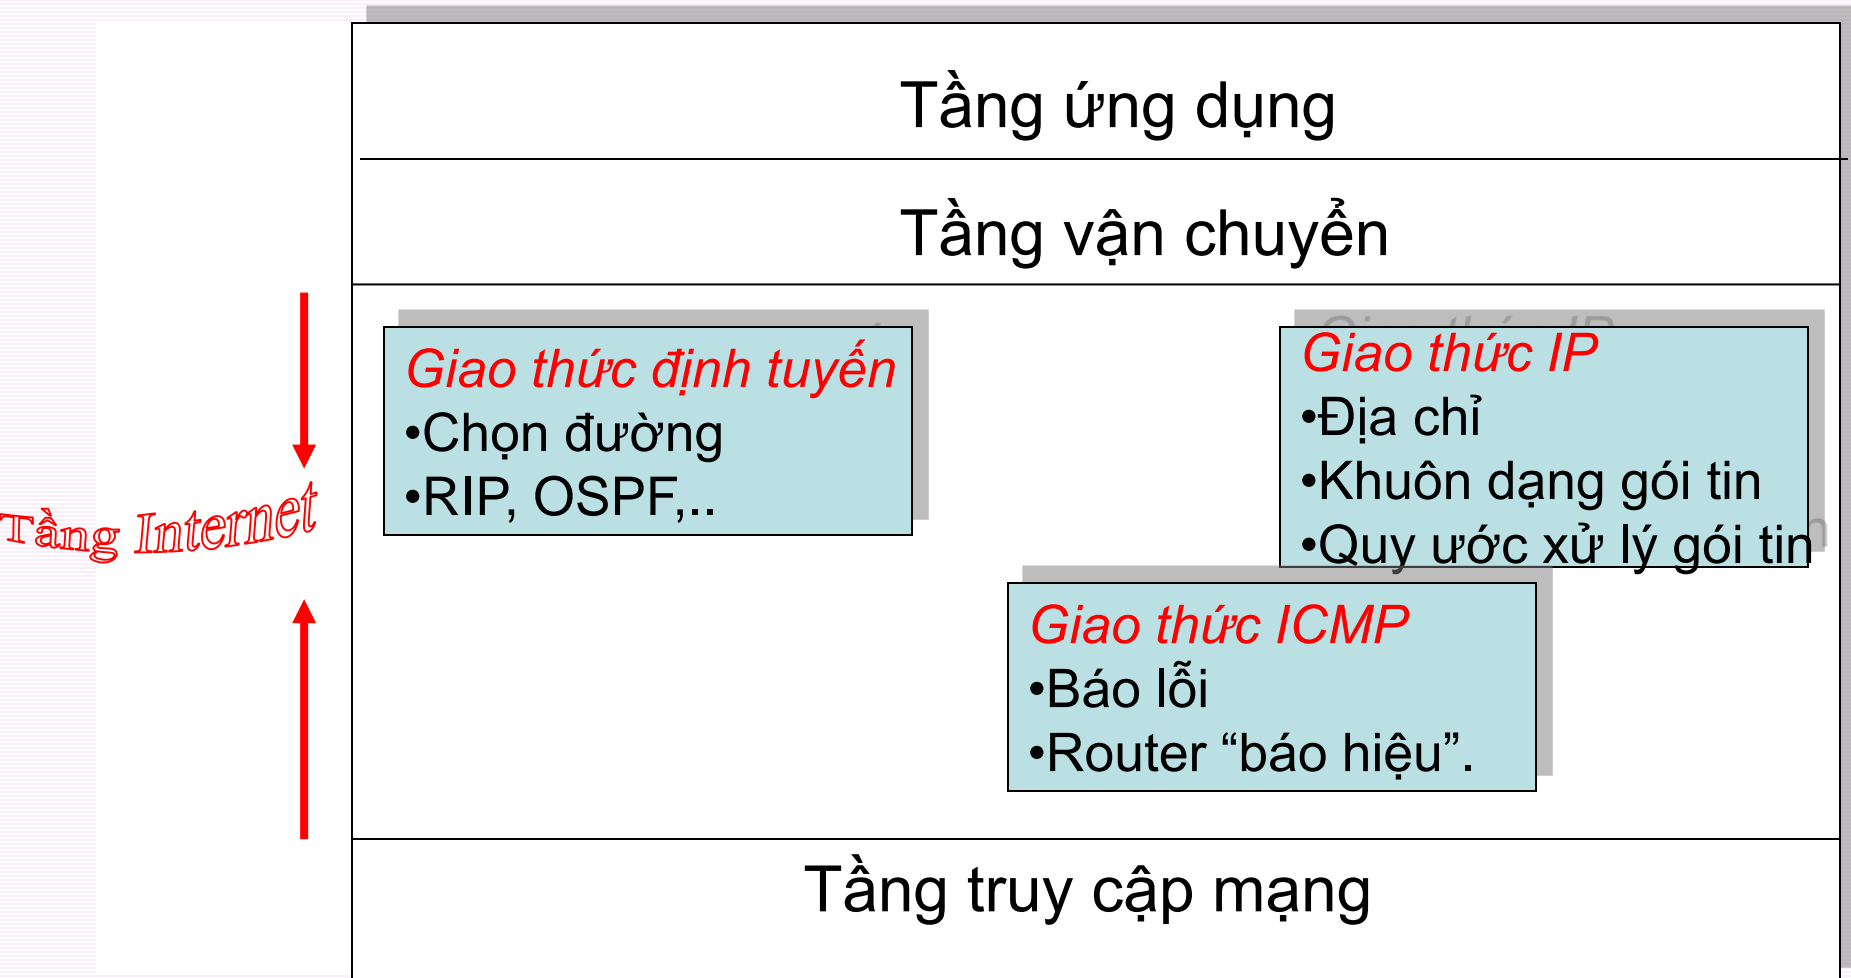 Tầng ứng dụng
Tầng vận chuyển
Tầng Internet
Giao thức định tuyến
•Chọn đường
•RIP, OSPF,..
Giao thức IP
•Địa chỉ
•Khuôn dạng gói tin
•Quy ước xử lý gói tin
Giao thức ICMP
•Báo lỗi
•Router “báo hiệu”.
Tầng truy cập mạng